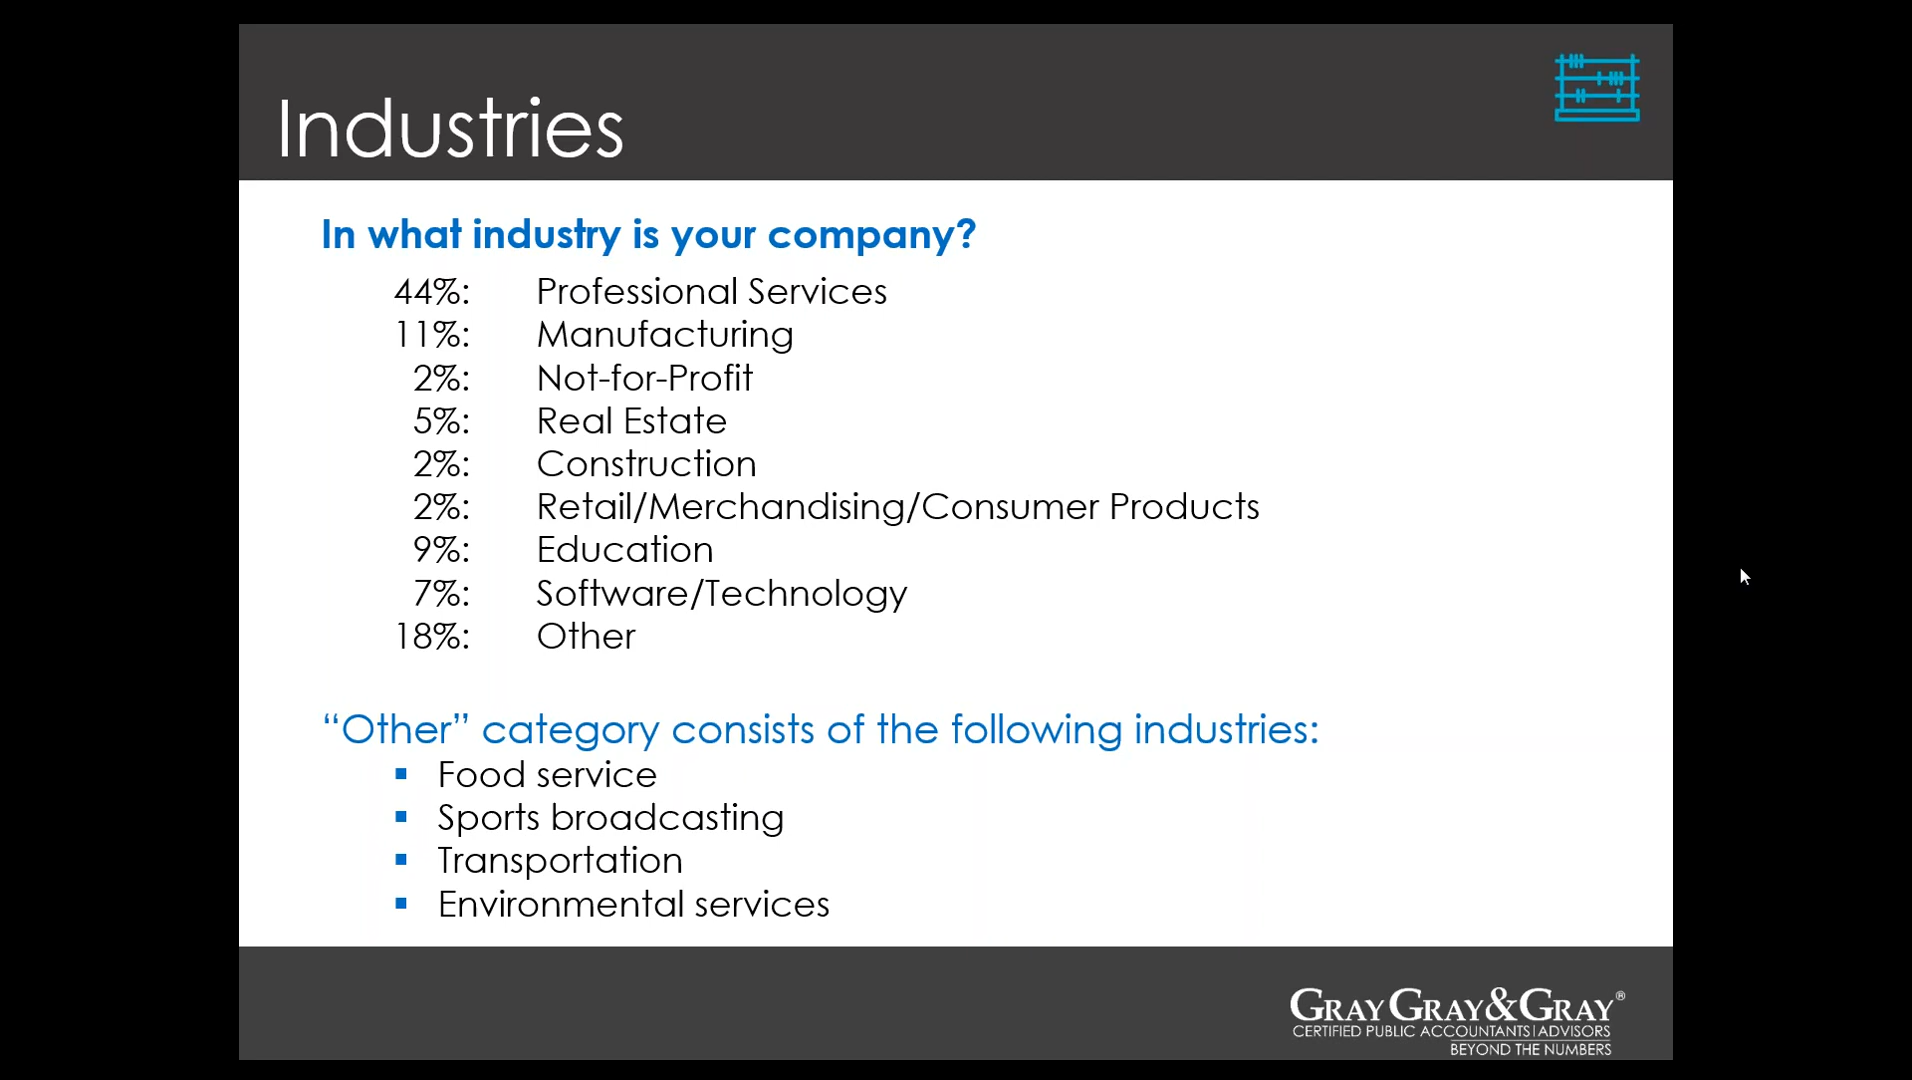 Industries
In what industry is your company?
44%: Professional Services
11%: Manufacturing
2%: Not-for-Profit
5%: Real Estate
2%: Construction
2%: Retail/Merchandising/Consumer Products
9%: Education
7%: Software/Technology
18%: Other
“Other” category consists of the following industries:
▪ Food service
▪ Sports broadcasting
▪ Transportation
▪ Environmental services
GRAY GRAY&GRAY®
CERTIFIED PUBLIC ACCOUNTANTS|ADVISORS
BEYOND THE NUMBERS